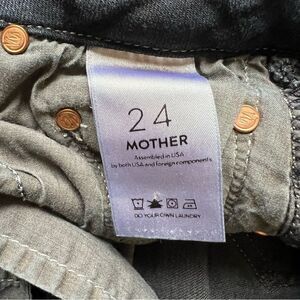 24
MOTHER
Assembled in USA
by both USA and foreign components
DO YOUR OWN LAUNDRY